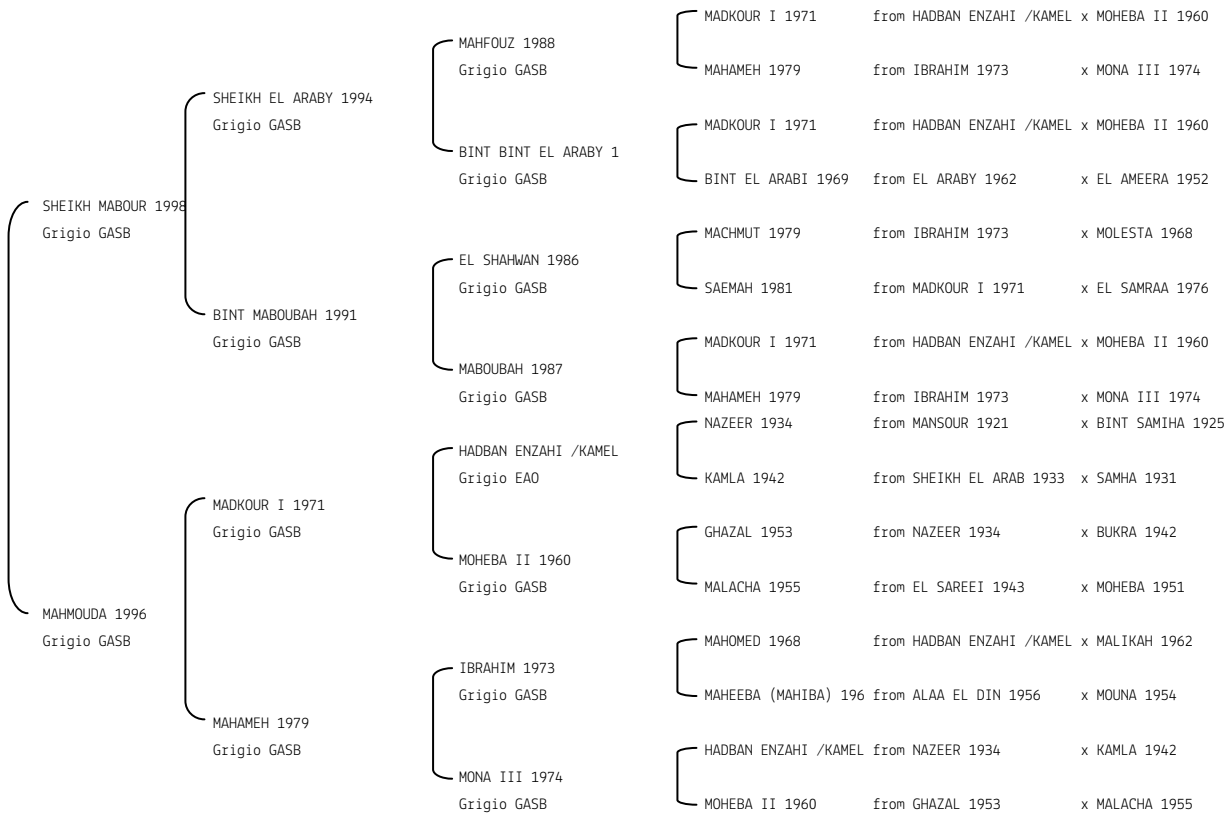 MADKOUR I 1971 from HADBAN ENZAHI /KAMEL x MOHEBA II 1960
MAHFOUZ 1988
Grigio GASB
MAHAMEH 1979 from IBRAHIM 1973 x MONA III 1974
SHEIKH EL ARABY 1994
Grigio GASB
MADKOUR I 1971 from HADBAN ENZAHI /KAMEL x MOHEBA II 1960
BINT BINT EL ARABY 1
Grigio GASB
BINT EL ARABI 1969 from EL ARABY 1962 x EL AMEERA 1952
SHEIKH MABOUR 1998
Grigio GASB
MACHMUT 1979 from IBRAHIM 1973 x MOLESTA 1968
EL SHAHWAN 1986
Grigio GASB
SAEMAH 1981 from MADKOUR I 1971 x EL SAMRAA 1976
BINT MABOUBAH 1991
Grigio GASB
MADKOUR I 1971 from HADBAN ENZAHI /KAMEL x MOHEBA II 1960
MABOUBAH 1987
Grigio GASB
MAHAMEH 1979 from IBRAHIM 1973 x MONA III 1974
NAZEER 1934 from MANSOUR 1921 x BINT SAMIHA 1925
HADBAN ENZAHI /KAMEL
Grigio EAO
KAMLA 1942 from SHEIKH EL ARAB 1933 x SAMHA 1931
MADKOUR I 1971
Grigio GASB
GHAZAL 1953 from NAZEER 1934 x BUKRA 1942
MOHEBA II 1960
Grigio GASB
MALACHA 1955 from EL SAREEI 1943 x MOHEBA 1951
MAHMOUDA 1996
Grigio GASB
MAHOMED 1968 from HADBAN ENZAHI /KAMEL x MALIKAH 1962
IBRAHIM 1973
Grigio GASB
MAHEEBA (MAHIBA) 196 from ALAA EL DIN 1956 x MOUNA 1954
MAHAMEH 1979
Grigio GASB
HADBAN ENZAHI /KAMEL from NAZEER 1934 x KAMLA 1942
MONA III 1974
Grigio GASB
MOHEBA II 1960 from GHAZAL 1953 x MALACHA 1955